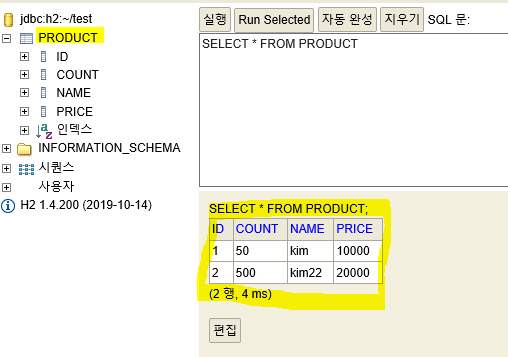 jdbc:h2:~/test
PRODUCT
ID
COUNT
NAME
PRICE
인덱스
INFORMATION_SCHEMA
시퀀스
사용자
H2 1.4.200 (2019-10-14)
실행 Run Selected 자동 완성 지우기 SQL 문:
SELECT * FROM PRODUCT
SELECT * FROM PRODUCT;
ID COUNT NAME PRICE
1 50 kim 10000
2 500 kim22 20000
(2 행, 4 ms)
편집